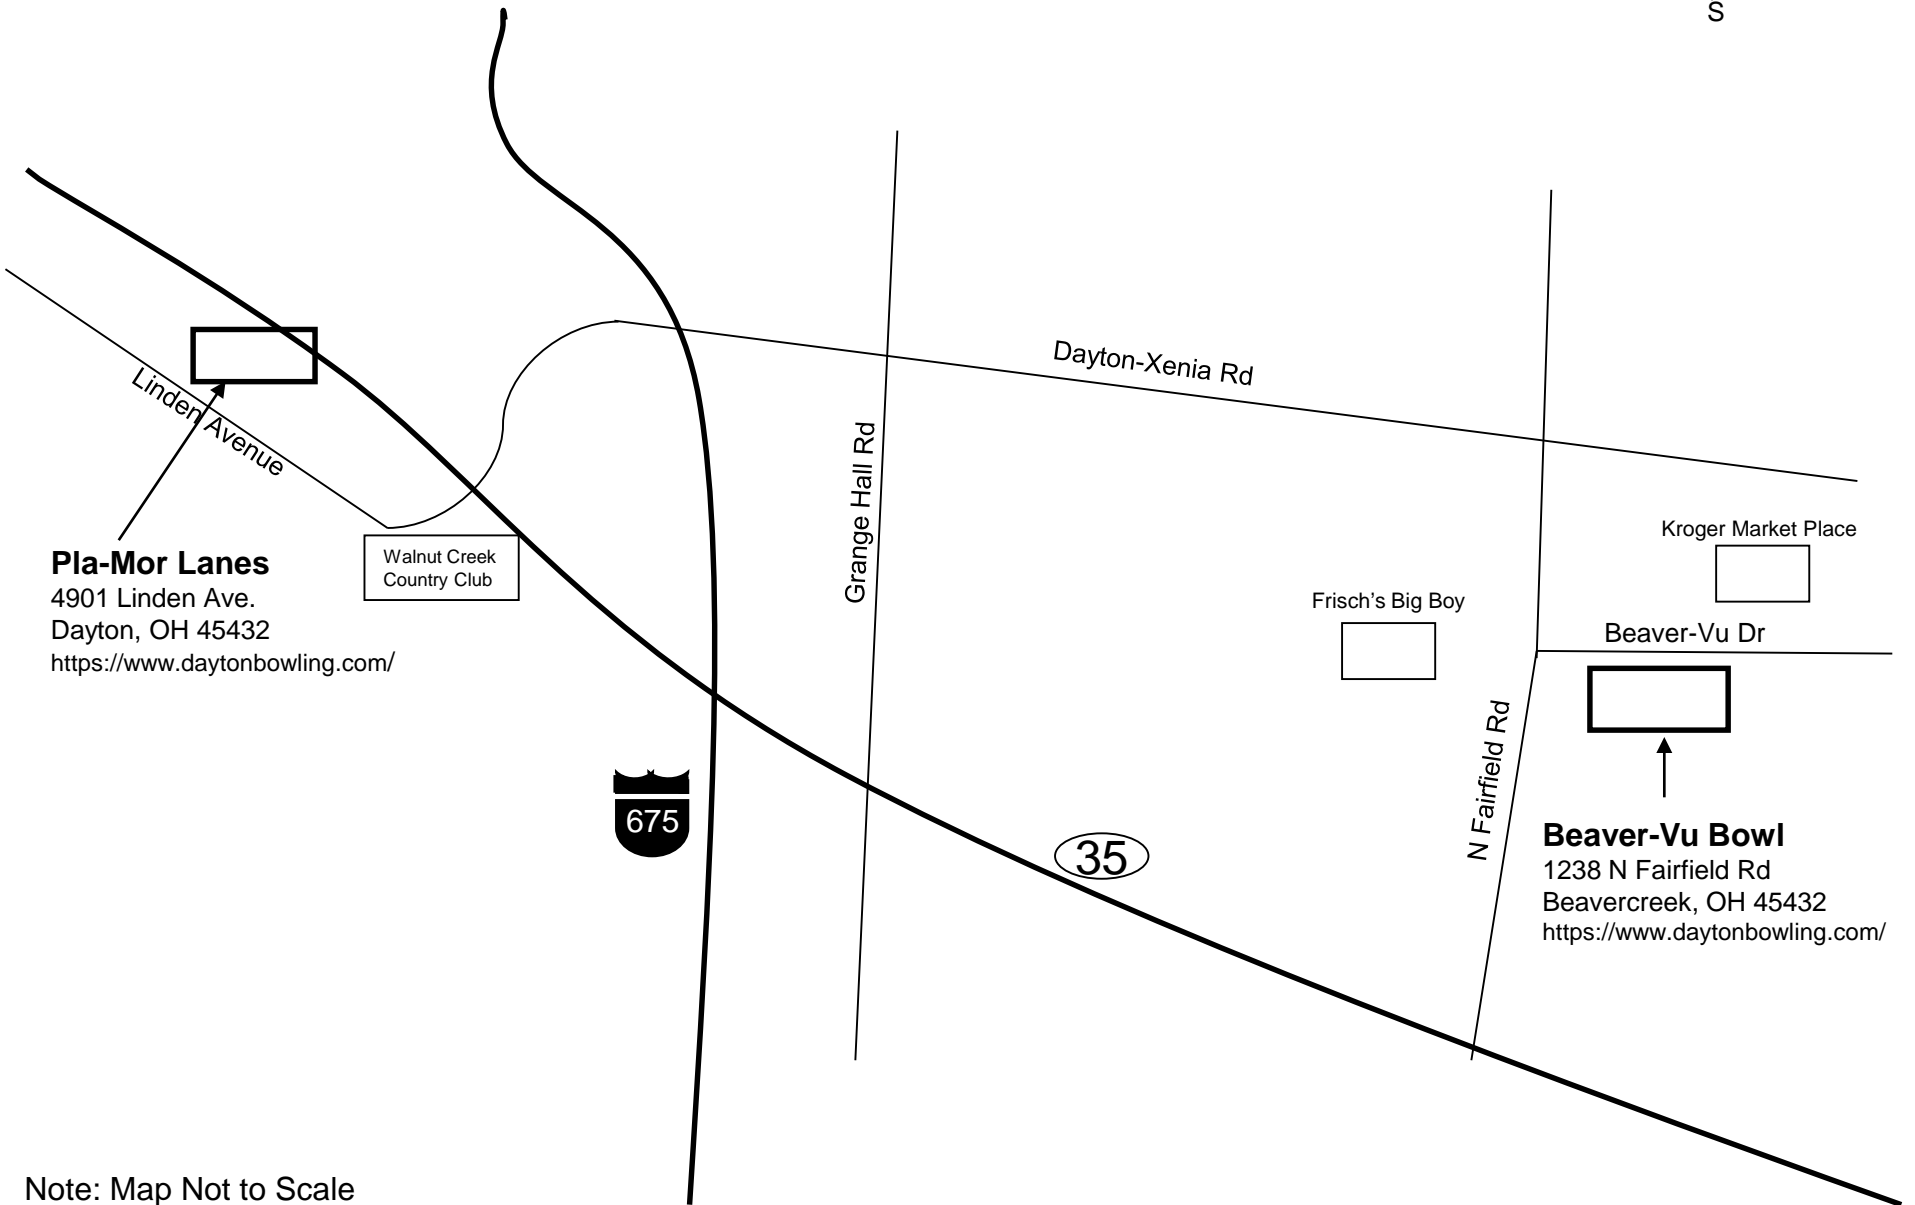 S
Dayton-Xenia Rd
Linden Avenue
Grange Hall Rd
Kroger Market Place
Walnut Creek
Country Club
Pla-Mor Lanes
4901 Linden Ave.
Dayton, OH 45432
https://www.daytonbowling.com/
Frisch's Big Boy
Beaver-Vu Dr
N Fairfield Rd
675
35
Beaver-Vu Bowl
1238 N Fairfield Rd
Beavercreek, OH 45432
https://www.daytonbowling.com/
Note: Map Not to Scale